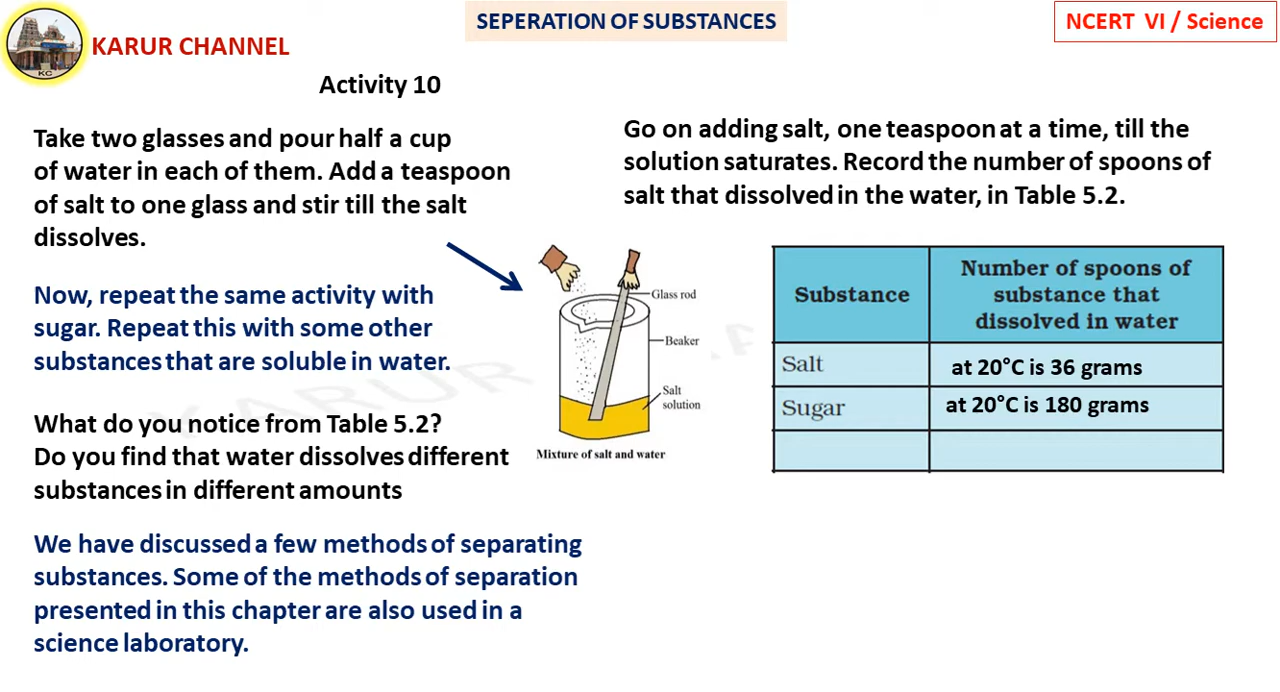 SEPERATION OF SUBSTANCES
NCERT VI / Science
KARUR CHANNEL
KC
Activity 10
Take two glasses and pour half a cup
of water in each of them. Add a teaspoon
of salt to one glass and stir till the salt
dissolves.
Now, repeat the same activity with
sugar. Repeat this with some other
substances that are soluble in water.
What do you notice from Table 5.2?
Do you find that water dissolves different
substances in different amounts
We have discussed a few methods of separating
substances. Some of the methods of separation
presented in this chapter are also used in a
science laboratory.
Glass rod
Beaker
Salt
solution
Mixture of salt and water
Go on adding salt, one teaspoon at a time, till the
solution saturates. Record the number of spoons of
salt that dissolved in the water, in Table 5.2.
Substance
Number of spoons of
substance that
dissolved in water
Salt
at 20°C is 36 grams
Sugar
at 20°C is 180 grams
KARUR